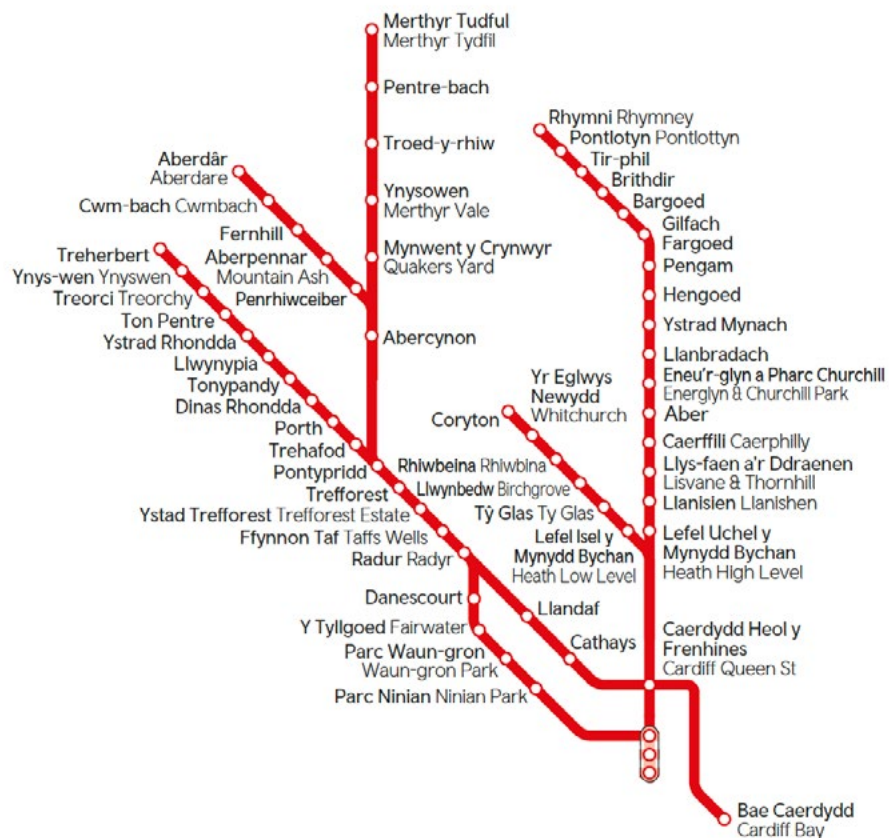 Merthyr Tudful
Merthyr Tydfil
Pentre-bach
Troed-y-rhiw
Ynysowen
Merthyr Vale
Mynwent y Crynwyr
Quakers Yard
Abercynon
Aberdâr
Aberdare
Cwm-bach Cwmbach
Fernhill
Aberpennar
Mountain Ash
Penrhiwceiber
Treherbert
Ynys-wen Ynyswen
Treorci Treorchy
Ton Pentre
Ystrad Rhondda
Llwynypia
Tonypandy
Dinas Rhondda
Porth
Trehafod
Pontypridd
Trefforest
Ystad Trefforest Trefforest Estate
Ffynnon Taf Taffs Wells
Radur Radyr
Danescourt
Y Tyllgoed Fairwater
Parc Waun-gron
Waun-gron Park
Parc Ninian Ninian Park
Llandaf
Cathays
Rhymni Rhymney
Pontlotyn Pontlottyn
Tir-phil
Brithdir
Bargoed
Gilfach
Fargoed
Pengam
Hengoed
Ystrad Mynach
Llanbradach
Eneu'r-glyn a Pharc Churchill
Energlyn & Churchill Park
Aber
Caerffili Caerphilly
Llys-faen a'r Ddraenen
Lisvane & Thornhill
Llanisien Llanishen
Lefel Uchel y
Mynydd Bychan
Heath High Level
Coryton
Yr Eglwys
Newydd
Whitchurch
Rhiwbeina Rhiwbina
Llwynbedw Birchgrove
Tŷ Glas Ty Glas
Lefel Isel y
Mynydd Bychan
Heath Low Level
Caerdydd Heol y
Frenhines
Cardiff Queen St
Bae Caerdydd
Cardiff Bay